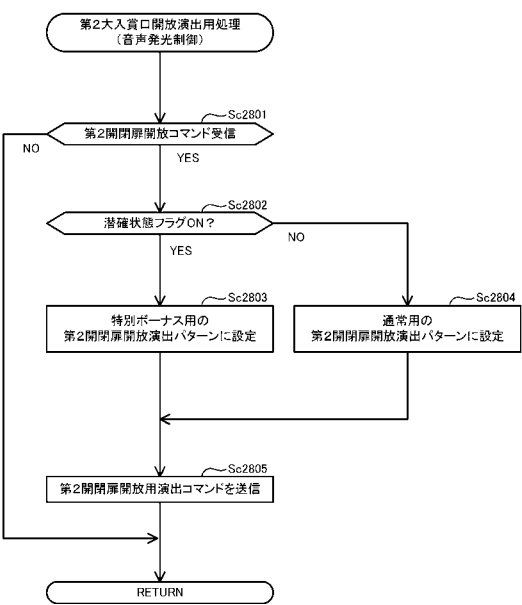 第2大入賞口開放演出用処理
(音声発光制御)
Sc2801
第2開閉扉開放コマンド受信
NO
YES
Sc2802
潜確状態フラグON?
NO
YES
Sc2803
特別ボーナス用の
第2開閉扉開放演出パターンに設定
Sc2804
通常用の
第2開閉扉開放演出パターンに設定
Sc2805
第2開閉扉開放用演出コマンドを送信
RETURN